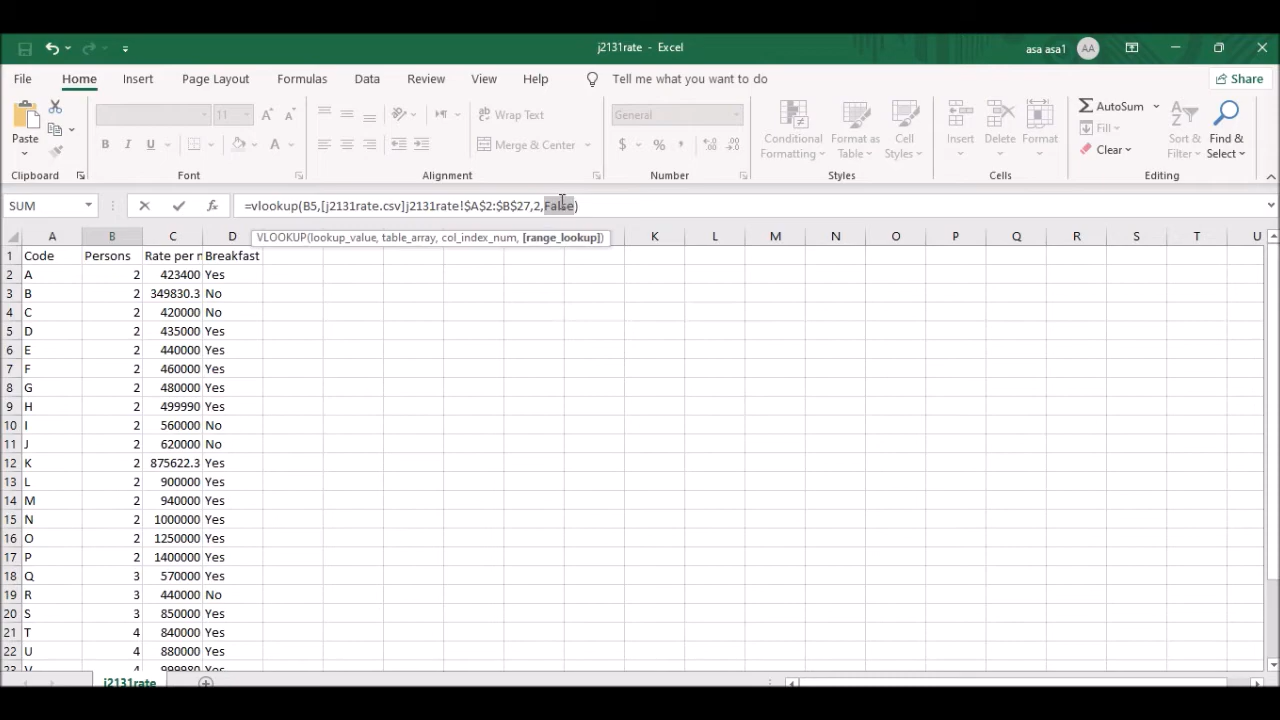 j2131rate - Excel
asa asa1
AA
File Home Insert Page Layout Formulas Data Review View Help Tell me what you want to do Share
Paste
Clipboard
11
A A
B I U A
Font
ab
Wrap Text
Merge & Center
Alignment
General
$ % ,
Number
Conditional Formatting
Format as Table
Cell Styles
Styles
Insert
Delete
Format
Cells
AutoSum
Fill
Clear
Sort & Filter
Find & Select
Editing
SUM fx =vlookup(B5,[j2131rate.csv]j2131rate!$A$2:$B$27,2,False)
VLOOKUP(lookup_value, table_array, col_index_num, [range_lookup])
A B C D K L M N O P Q R S T U
1 Code Persons Rate per n Breakfast
2 A 2 423400 Yes
3 B 2 349830.3 No
4 C 2 420000 No
5 D 2 435000 Yes
6 E 2 440000 Yes
7 F 2 460000 Yes
8 G 2 480000 Yes
9 H 2 499990 Yes
10 I 2 560000 No
11 J 2 620000 No
12 K 2 875622.3 Yes
13 L 2 900000 Yes
14 M 2 940000 Yes
15 N 2 1000000 Yes
16 O 2 1250000 Yes
17 P 2 1400000 Yes
18 Q 3 570000 Yes
19 R 3 440000 No
20 S 3 850000 Yes
21 T 4 840000 Yes
22 U 4 880000 Yes
23 V 4 999980 Yes
j2131rate